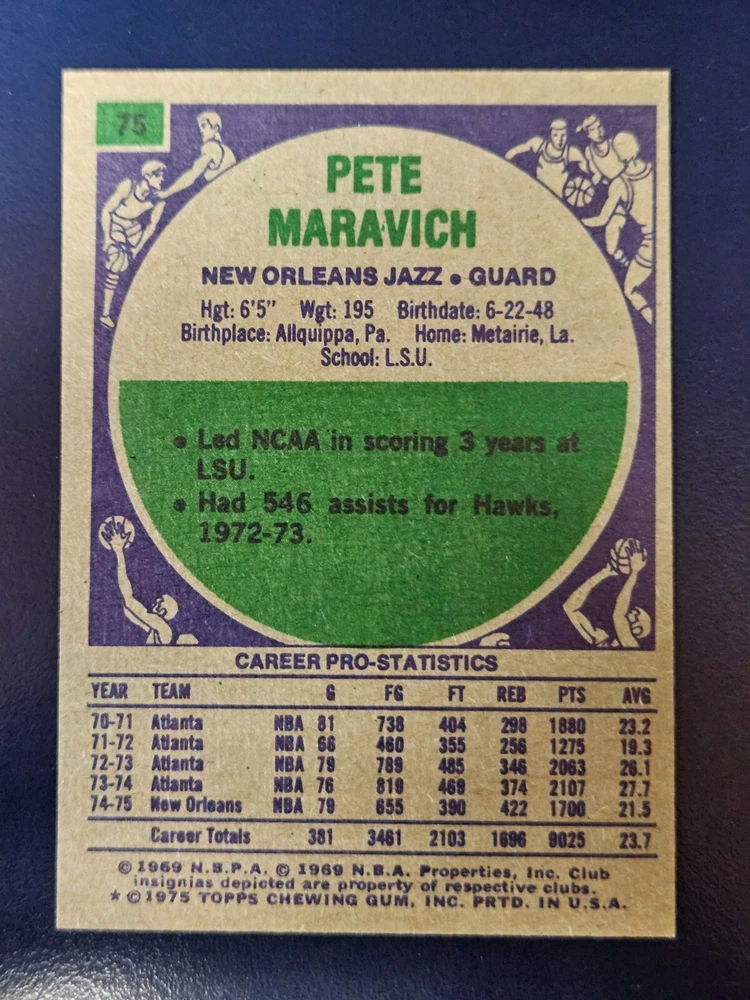 75
PETE
MARAVICH
NEW ORLEANS JAZZ • GUARD
Hgt: 6'5" Wgt: 195 Birthdate: 6-22-48
Birthplace: Aliquippa, Pa. Home: Metairie, La.
School: L.S.U.
• Led NCAA in scoring 3 years at
LSU.
• Had 546 assists for Hawks,
1972-73.
CAREER PRO-STATISTICS
YEAR TEAM G FG FT REB PTS AVG
70-71 Atlanta NBA 81 738 404 298 1880 23.2
71-72 Atlanta NBA 66 460 355 256 1275 19.3
72-73 Atlanta NBA 79 789 485 346 2063 26.1
73-74 Atlanta NBA 76 819 469 374 2107 27.7
74-75 New Orleans NBA 79 655 390 422 1700 21.5
Career Totals 381 3461 2103 1696 9025 23.7
© 1969 N.B.P.A. © 1969 N.B.A. Properties, Inc. Club
insignias depicted are property of respective clubs.
* © 1975 TOPPS CHEWING GUM, INC. PRTD. IN U.S.A.